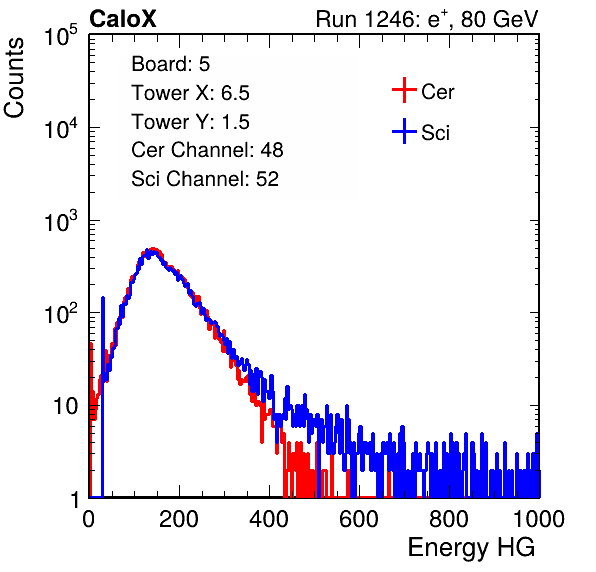 CaloX Run 1246: e⁺, 80 GeV
Counts
Board: 5
Tower X: 6.5
Tower Y: 1.5
Cer Channel: 48
Sci Channel: 52
Cer
Sci
10⁵
10⁴
10³
10²
10
1
0 200 400 600 800 1000
Energy HG